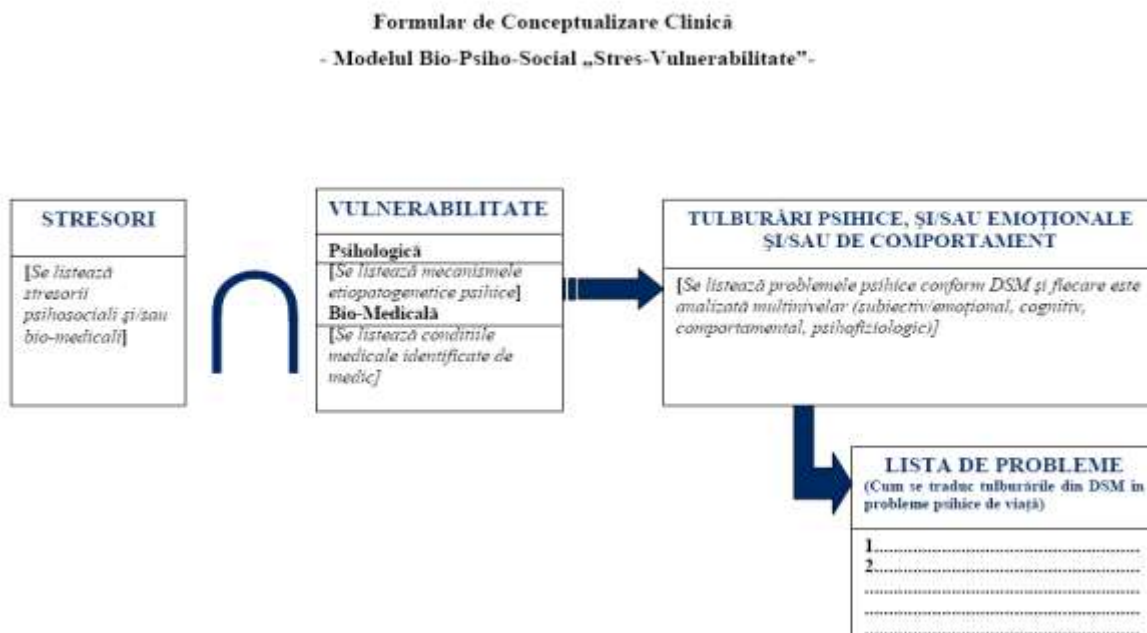 Formular de Conceptualizare Clinică
- Modelul Bio-Psiho-Social „Stres-Vulnerabilitate”-
STRESORI
[Se listează
stresorii
psihosociali și/sau
bio-medicali]
VULNERABILITATE
Psihologică
[Se listează mecanismele
etiopatogenetice psihice]
Bio-Medicală
[Se listează conditiile
medicale identificate de
medic]
TULBURĂRI PSIHICE, ȘI/SAU EMOȚIONALE
ȘI/SAU DE COMPORTAMENT
[Se listează problemele psihice conform DSM și fiecare este
analizată multinivelar (subiectiv/emoțional, cognitiv,
comportamental, psihofiziologic)]
LISTA DE PROBLEME
(Cum se traduc tulburările din DSM in
probleme psihice de viață)
1..........................................................
2..........................................................
..........................................................
..........................................................
..........................................................